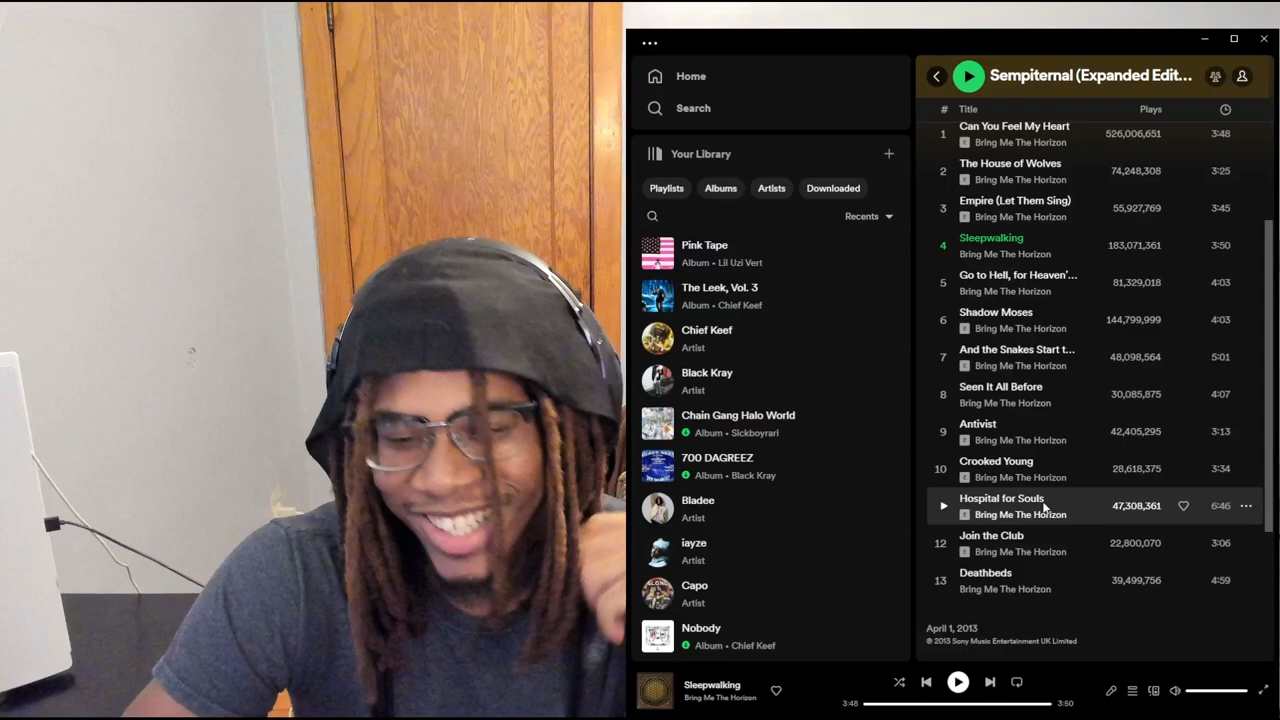 Home
Search
Your Library
Playlists
Albums
Artists
Downloaded
Recents
Pink Tape
Album • Lil Uzi Vert
The Leek, Vol. 3
Album • Chief Keef
Chief Keef
Artist
Black Kray
Artist
Chain Gang Halo World
Album • Sickboyrari
700 DAGREEZ
Album • Black Kray
Bladee
Artist
iayze
Artist
Capo
Artist
Nobody
Album • Chief Keef
Sempiternal (Expanded Edit...
# Title Plays
1 Can You Feel My Heart 526,006,651 3:48
E Bring Me The Horizon
2 The House of Wolves 74,248,308 3:25
E Bring Me The Horizon
3 Empire (Let Them Sing) 55,927,769 3:45
E Bring Me The Horizon
4 Sleepwalking 183,071,361 3:50
Bring Me The Horizon
5 Go to Hell, for Heaven'... 81,329,018 4:03
Bring Me The Horizon
6 Shadow Moses 144,799,999 4:03
E Bring Me The Horizon
7 And the Snakes Start t... 48,098,564 5:01
E Bring Me The Horizon
8 Seen It All Before 30,085,875 4:07
Bring Me The Horizon
9 Antivist 42,405,295 3:13
E Bring Me The Horizon
10 Crooked Young 28,618,375 3:34
E Bring Me The Horizon
Hospital for Souls 47,308,361 6:46
E Bring Me The Horizon
12 Join the Club 22,800,070 3:06
E Bring Me The Horizon
13 Deathbeds 39,499,756 4:59
Bring Me The Horizon
April 1, 2013
℗ 2013 Sony Music Entertainment UK Limited
Sleepwalking
Bring Me The Horizon
3:48 3:50